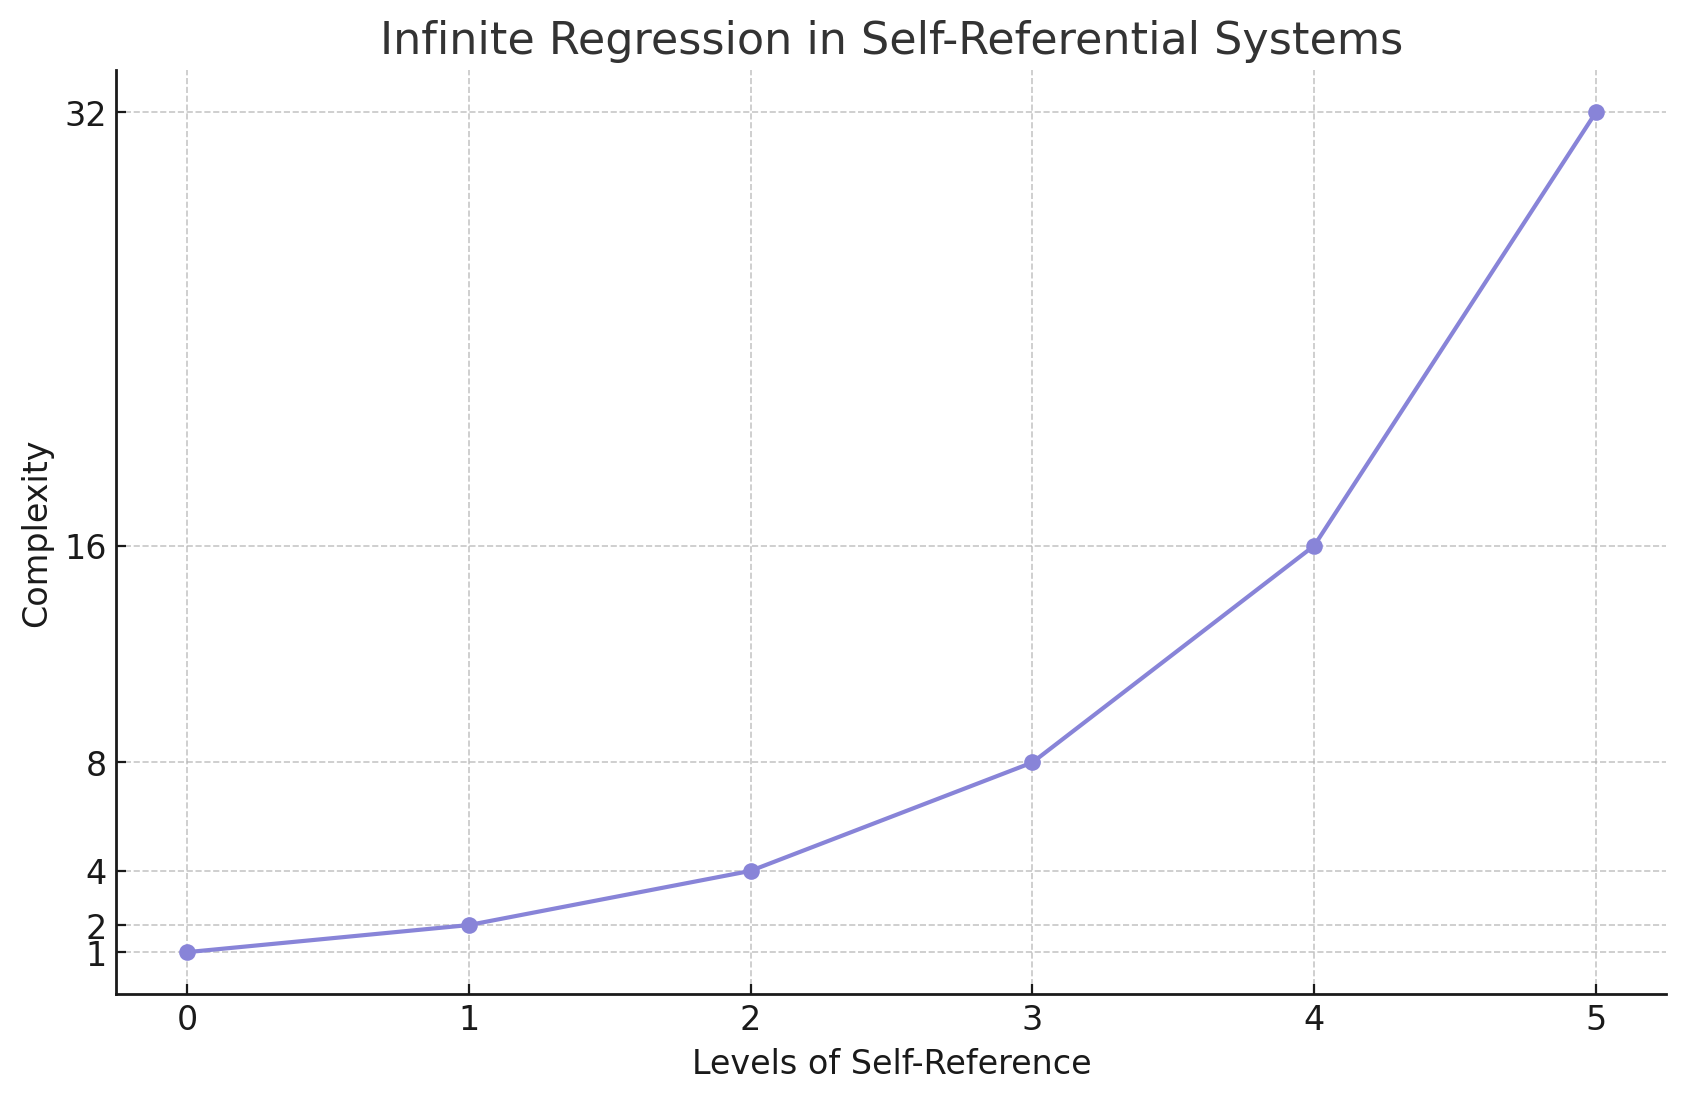 Infinite Regression in Self-Referential Systems
32
16
8
4
2
1
Complexity
0 1 2 3 4 5
Levels of Self-Reference